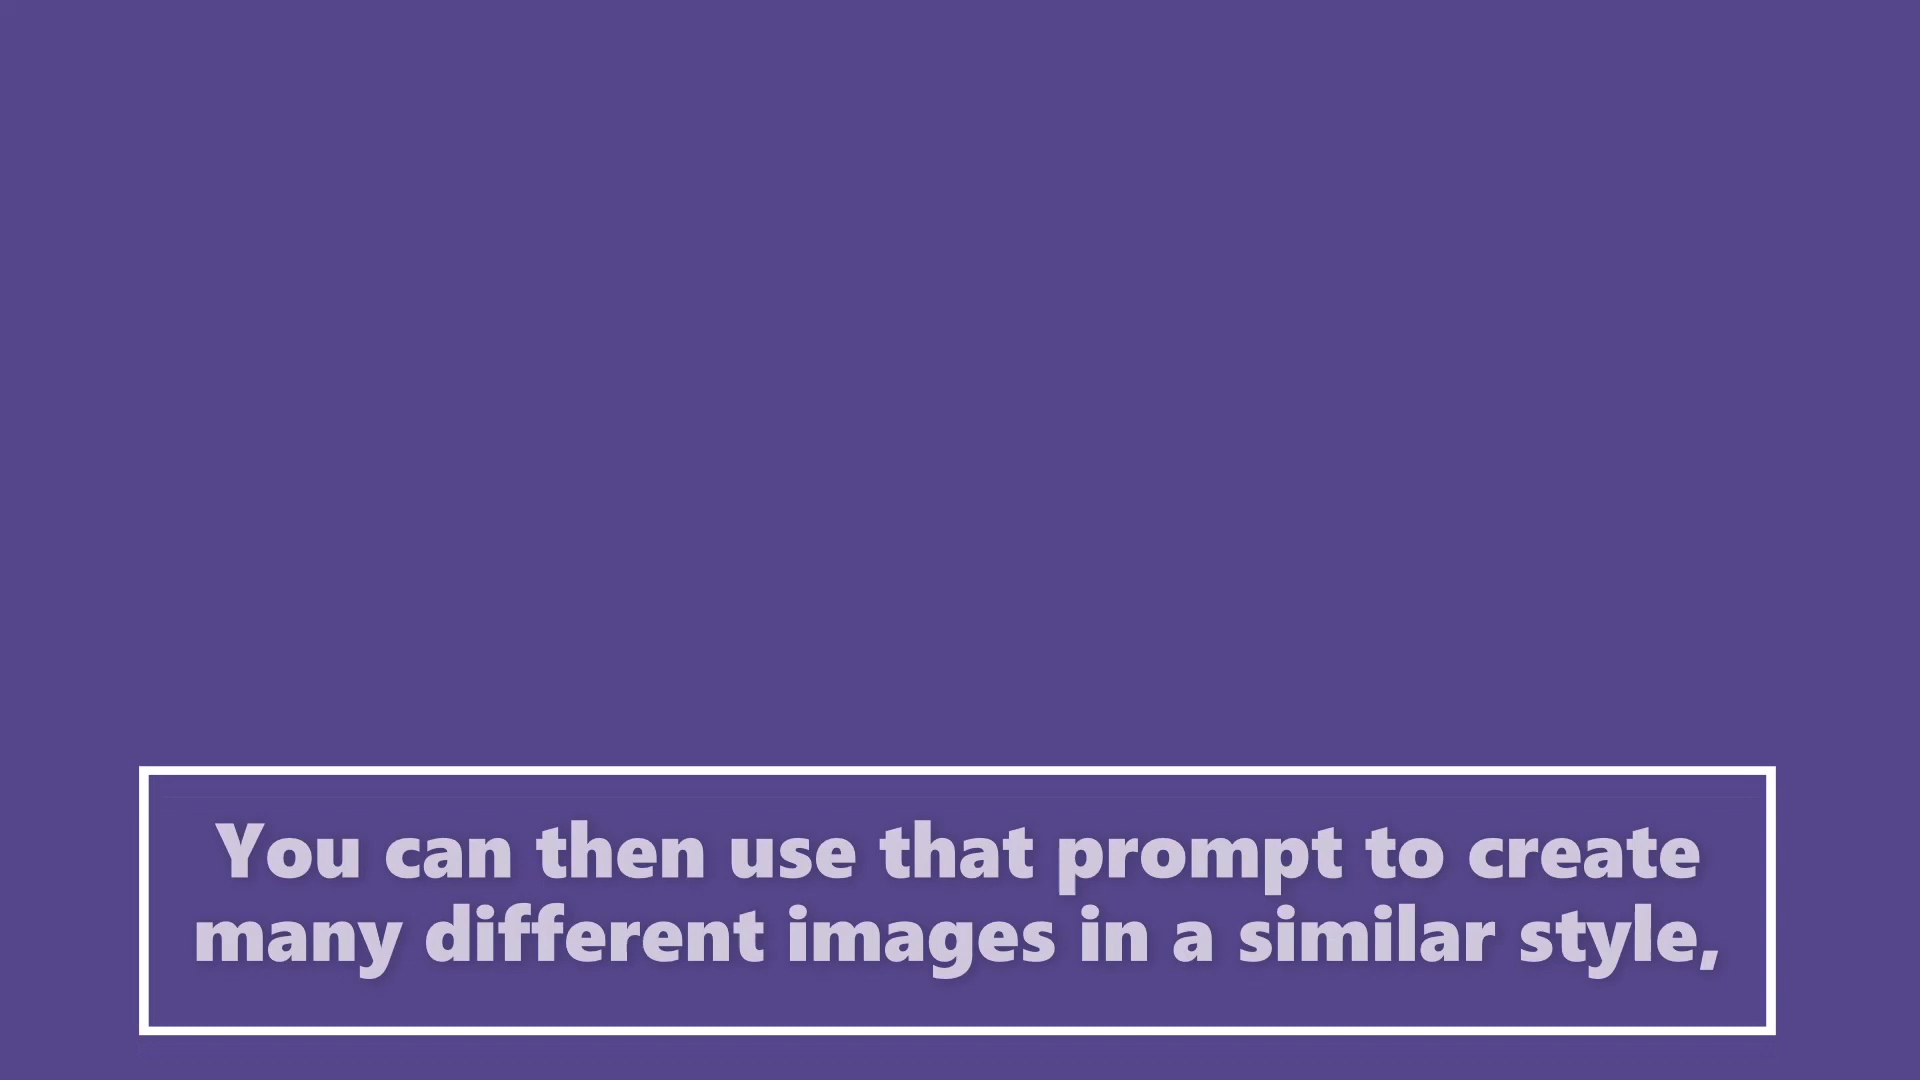 You can then use that prompt to create
many different images in a similar style,